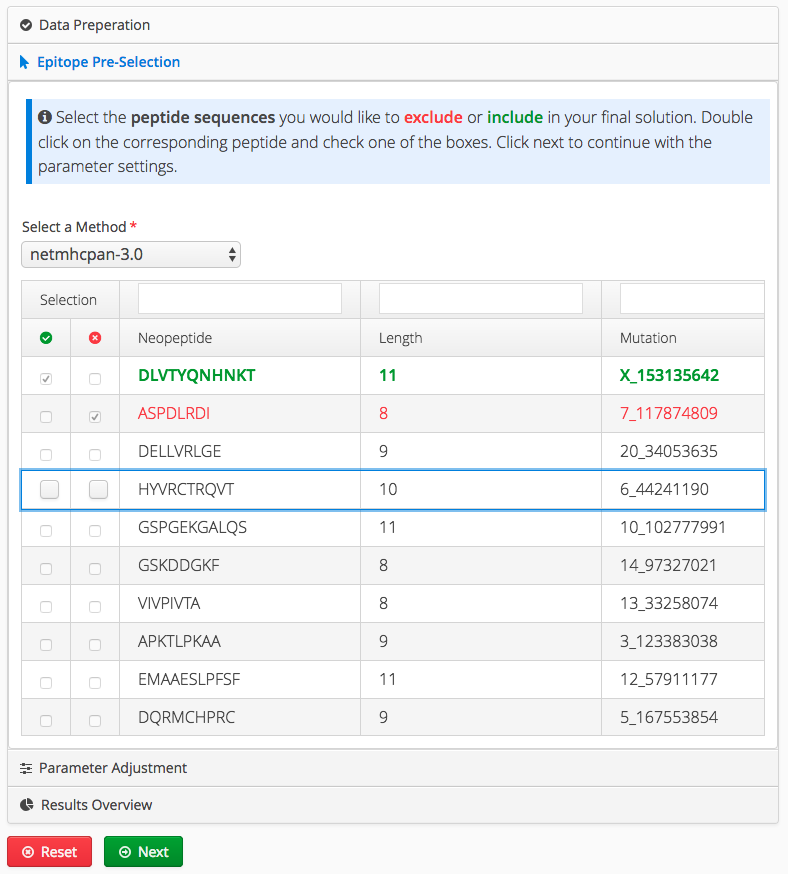 Data Preperation
Epitope Pre-Selection
Select the peptide sequences you would like to exclude or include in your final solution. Double
click on the corresponding peptide and check one of the boxes. Click next to continue with the
parameter settings.
Select a Method *
netmhcpan-3.0
Selection
Neopeptide Length Mutation
DLVTYQNHNKT 11 X_153135642
ASPDLRDI 8 7_117874809
DELLVRLGE 9 20_34053635
HYVRCTRQVT 10 6_44241190
GSPGEKGALQS 11 10_102777991
GSKDDGKF 8 14_97327021
VIVPIVTA 8 13_33258074
APKTLPKAA 9 3_123383038
EMAAESLPFSF 11 12_57911177
DQRMCHPRC 9 5_167553854
Parameter Adjustment
Results Overview
Reset Next